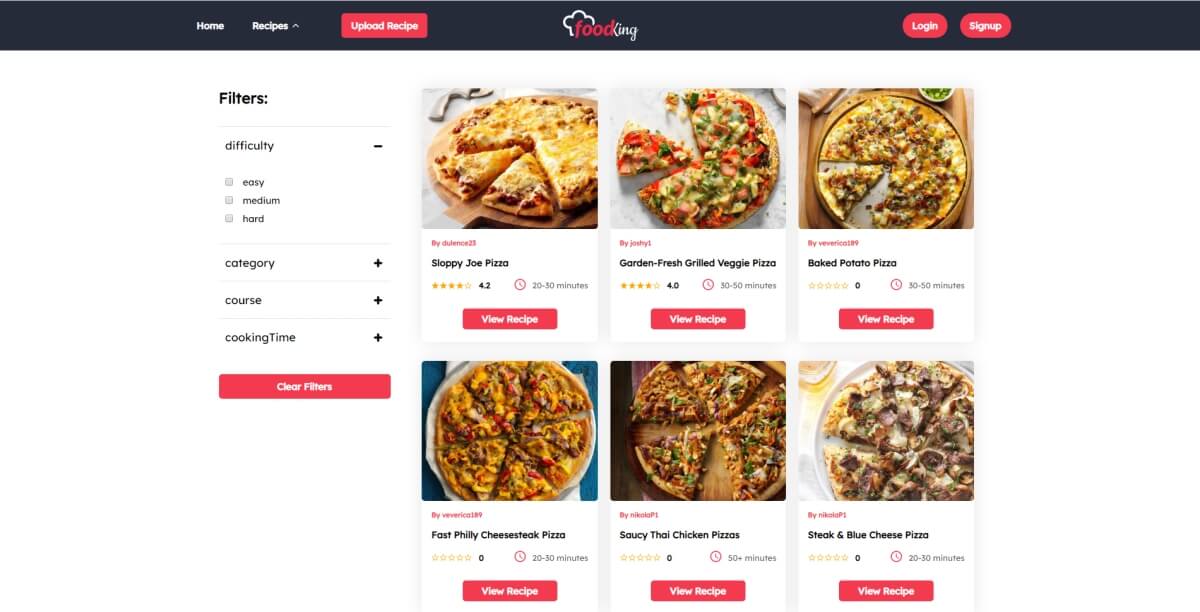 Home
Recipes
Upload Recipe
foodKing
Login
Signup
Filters:
difficulty
easy
medium
hard
category
course
cookingTime
Clear Filters
By dulence23
Sloppy Joe Pizza
4.2
20-30 minutes
View Recipe
By joshy1
Garden-Fresh Grilled Veggie Pizza
4.0
30-50 minutes
View Recipe
By veverica189
Baked Potato Pizza
0
30-50 minutes
View Recipe
By veverica189
Fast Philly Cheesesteak Pizza
0
20-30 minutes
View Recipe
By nikolaP1
Saucy Thai Chicken Pizzas
0
50+ minutes
View Recipe
By nikolaP1
Steak & Blue Cheese Pizza
0
20-30 minutes
View Recipe